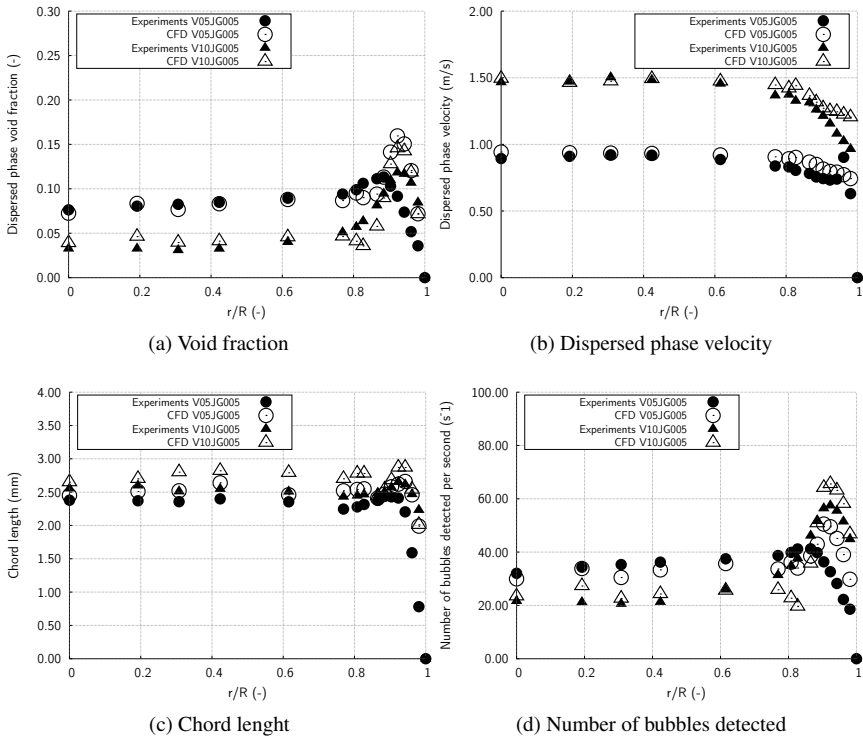 Dispersed phase void fraction (-)
0.30
0.25
0.20
0.15
0.10
0.05
0.00
Experiments V05JG005
CFD V05JG005
Experiments V10JG005
CFD V10JG005
0 0.2 0.4 0.6 0.8 1
r/R (-)
(a) Void fraction
Dispersed phase velocity (m/s)
2.00
1.50
1.00
0.50
0.00
Experiments V05JG005
CFD V05JG005
Experiments V10JG005
CFD V10JG005
0 0.2 0.4 0.6 0.8 1
r/R (-)
(b) Dispersed phase velocity
Chord length (mm)
4.00
3.50
3.00
2.50
2.00
1.50
1.00
0.50
0.00
Experiments V05JG005
CFD V05JG005
Experiments V10JG005
CFD V10JG005
0 0.2 0.4 0.6 0.8 1
r/R (-)
(c) Chord lenght
Number of bubbles detected per second (s-1)
100.00
80.00
60.00
40.00
20.00
0.00
Experiments V05JG005
CFD V05JG005
Experiments V10JG005
CFD V10JG005
0 0.2 0.4 0.6 0.8 1
r/R (-)
(d) Number of bubbles detected